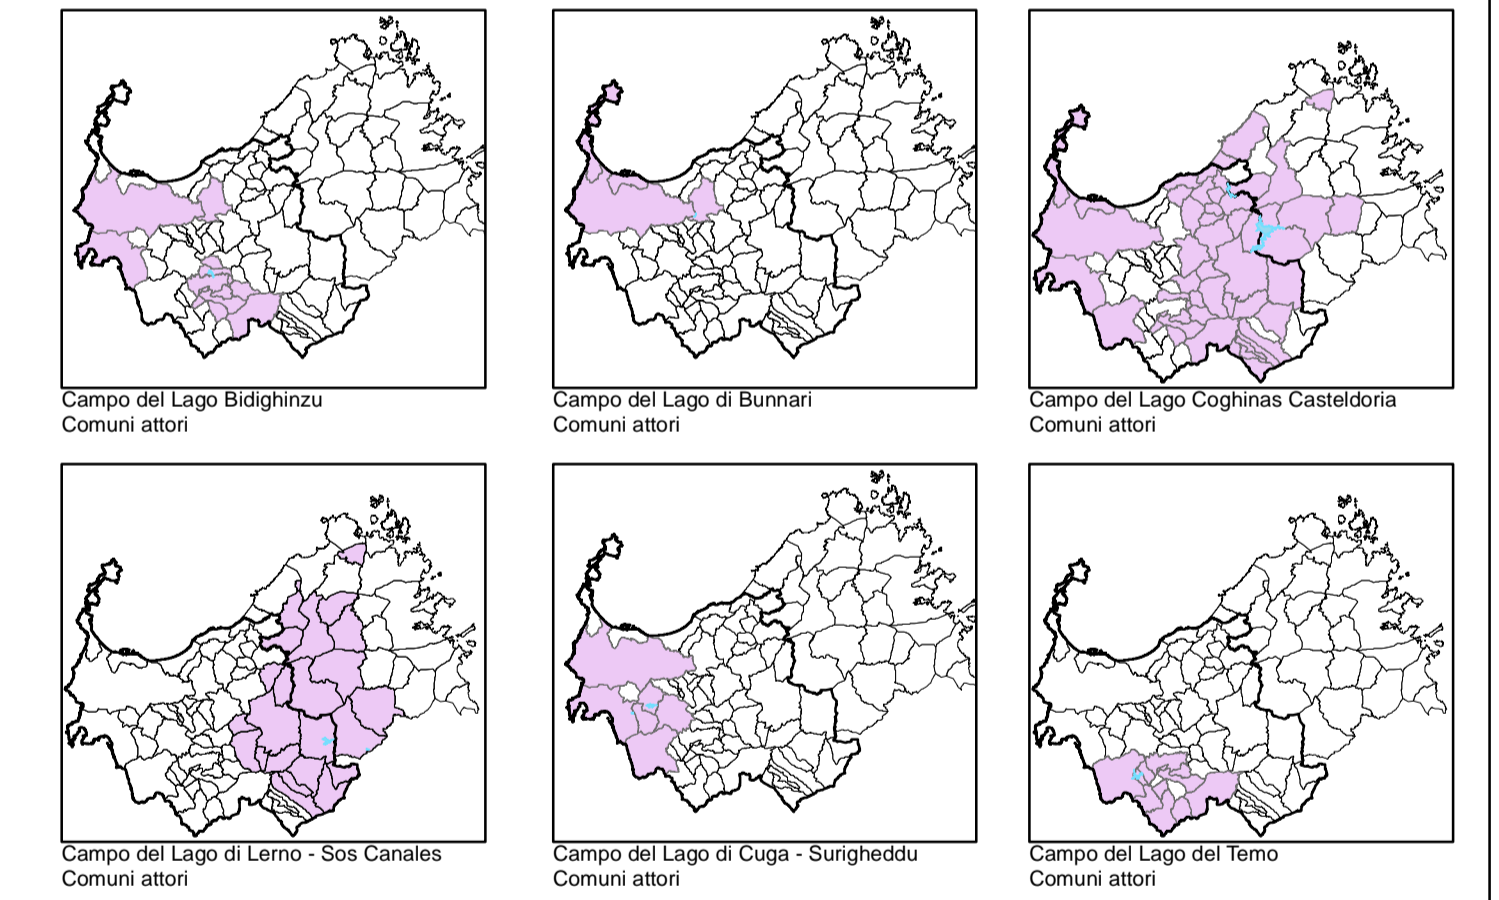 Campo del Lago Bidighinzu
Comuni attori
Campo del Lago di Bunnari
Comuni attori
Campo del Lago Coghinas Casteldoria
Comuni attori
Campo del Lago di Lerno - Sos Canales
Comuni attori
Campo del Lago di Cuga - Surigheddu
Comuni attori
Campo del Lago del Temo
Comuni attori